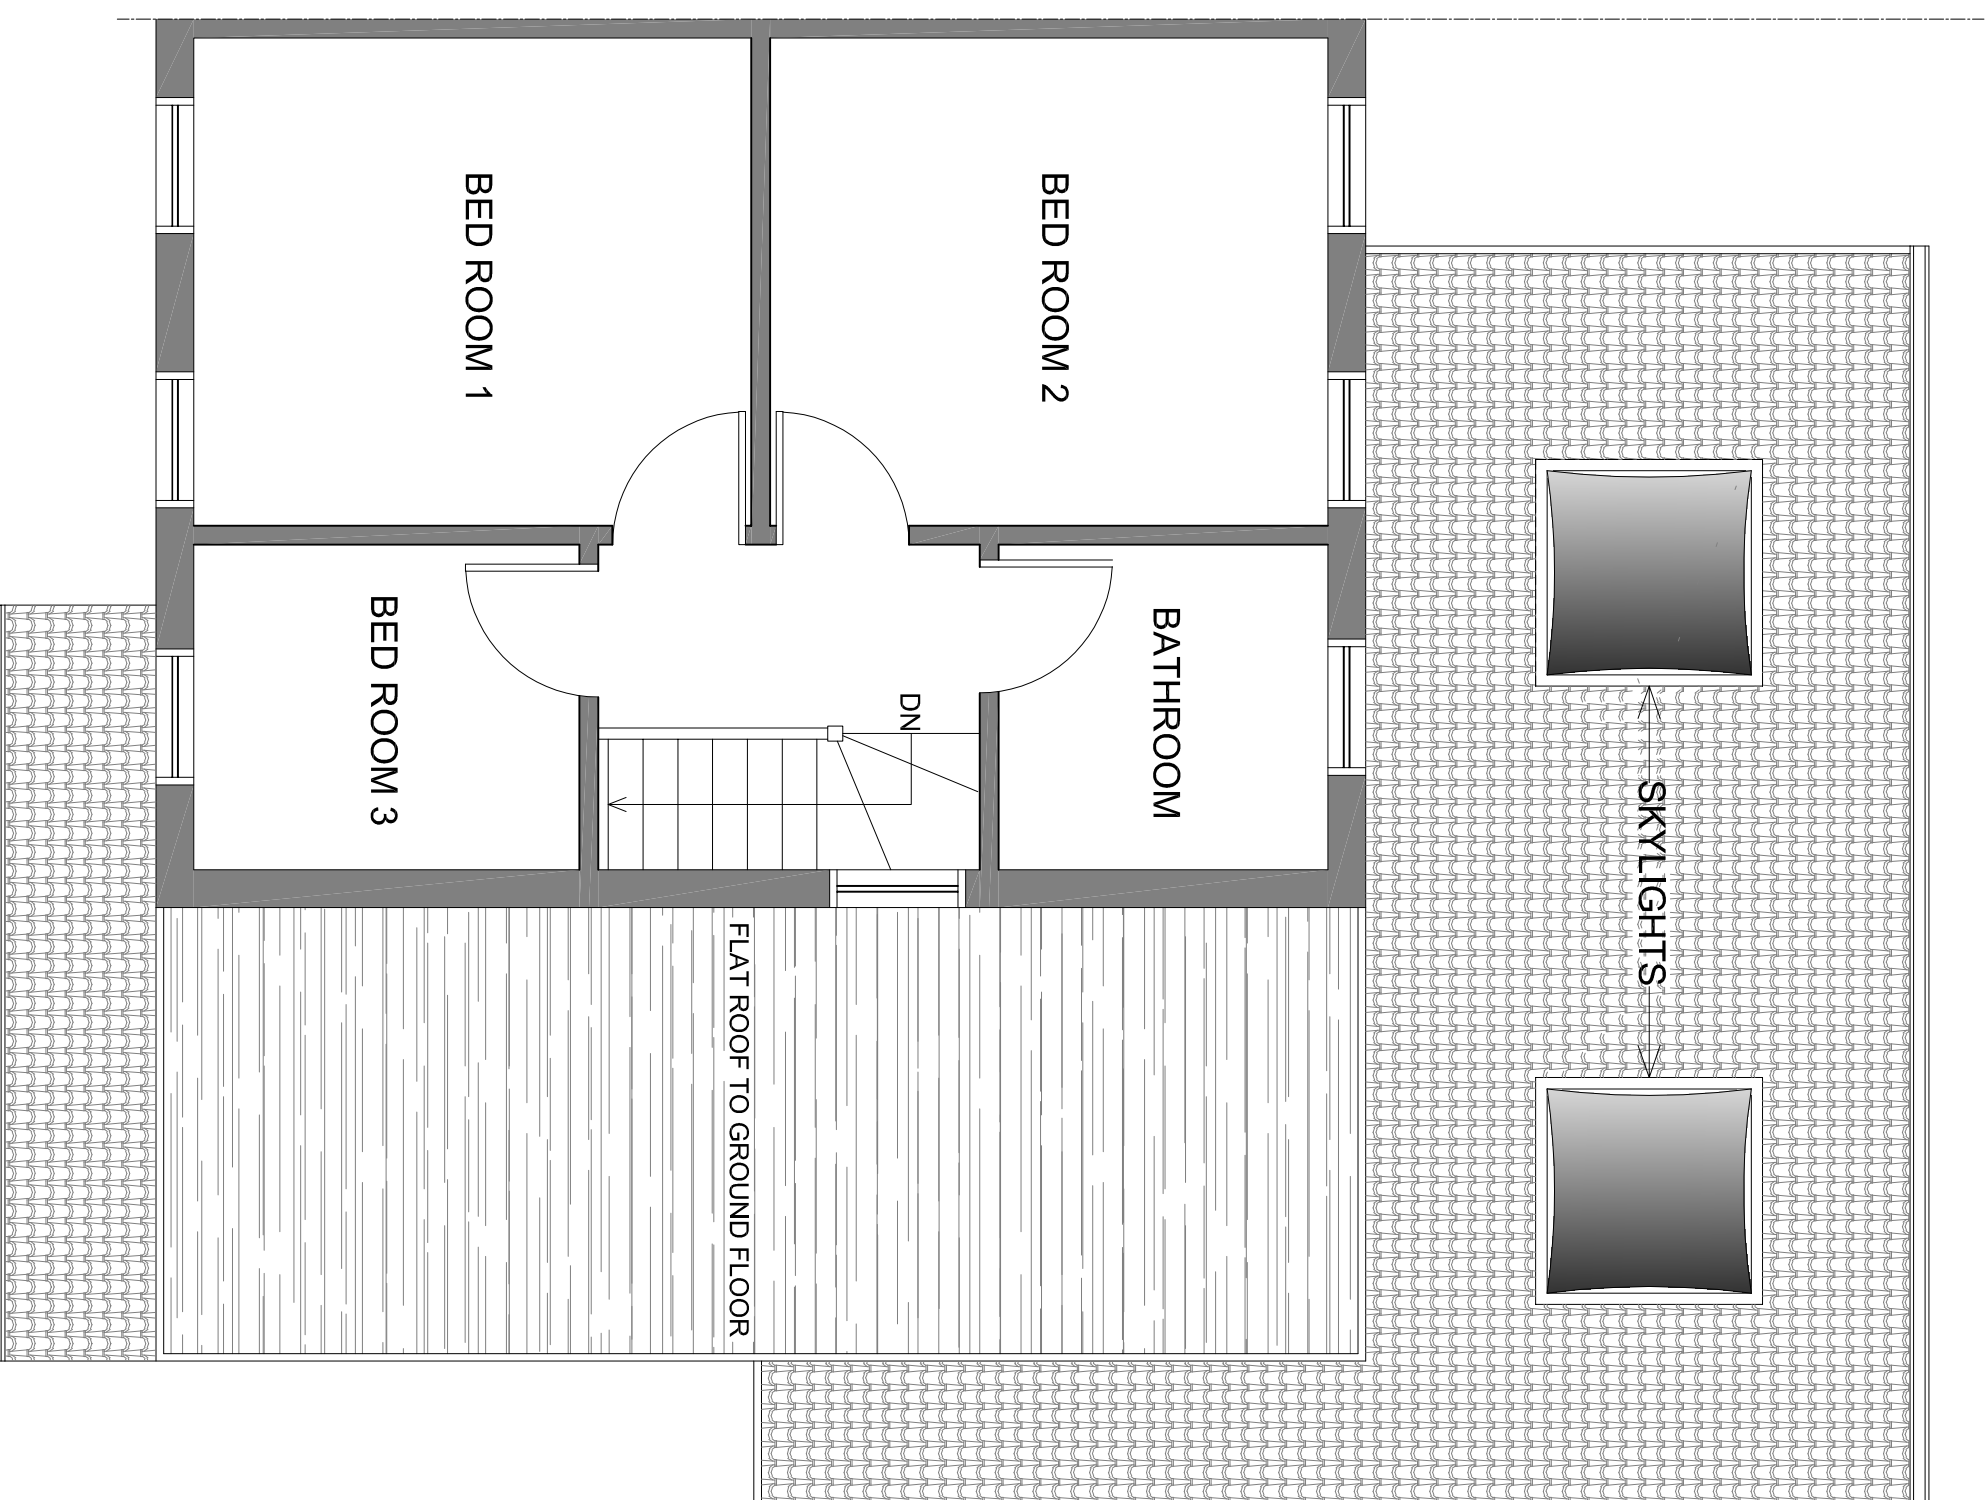 BED ROOM 1
BED ROOM 2
BED ROOM 3
BATHROOM
DN
SKYLIGHTS
FLAT ROOF TO GROUND FLOOR